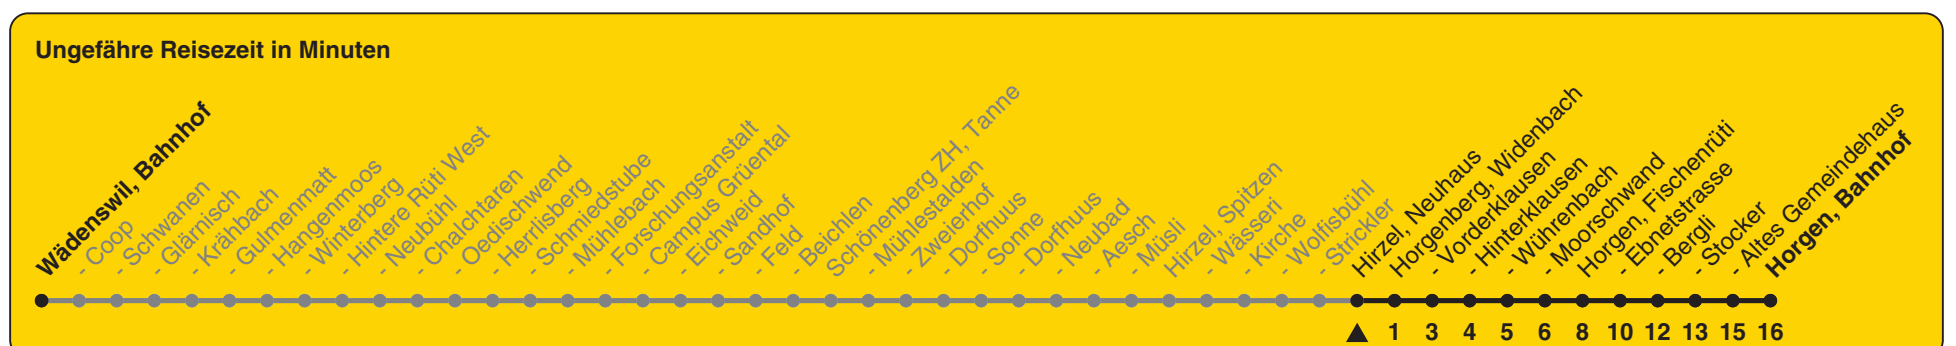 Ungefähre Reisezeit in Minuten
Wädenswil, Bahnhof
- Coop
- Schwanen
- Glärnisch
- Krähbach
- Gulmenmatt
- Hangenmoos
- Winterberg
- Hintere Rüti West
- Neubühl
- Chalchtaren
- Oedischwend
- Herrlisberg
- Schmiedstube
- Mühlebach
- Forschungsanstalt
- Campus Grüental
- Eichweid
- Sandhof
- Feld
- Beichlen
Schönenberg ZH, Tanne
- Mühlestalden
- Zweierhof
- Dorfhuus
- Sonne
- Dorfhuus
- Neubad
- Aesch
- Müsli
Hirzel, Spitzen
- Wässeri
- Kirche
- Wolfisbühl
- Strickler
Hirzel, Neuhaus
Horgenberg, Widenbach
- Vorderklausen
- Hinterklausen
- Wührenbach
- Moorschwand
Horgen, Fischenrüti
- Ebnetstrasse
- Bergli
- Stocker
- Altes Gemeindehaus
Horgen, Bahnhof
1 3 4 5 6 8 10 12 13 15 16